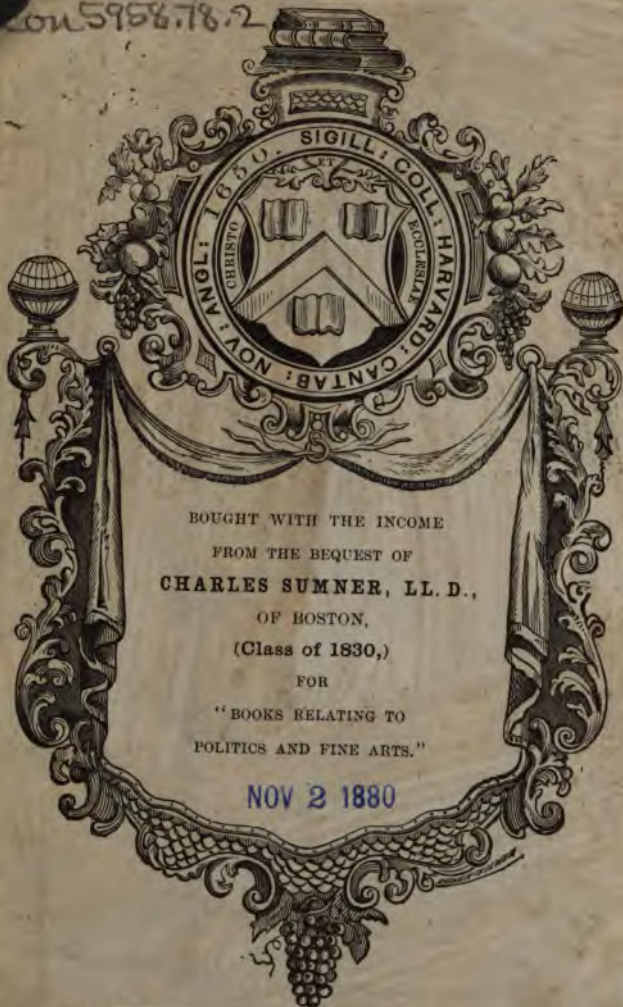 on 5958.78.2
SIGILL: COLL: HARVARD: CANTAB: NOV: ANGL: 1650.
ET
CHRISTO
ECCLESIAE
BOUGHT WITH THE INCOME
FROM THE BEQUEST OF
CHARLES SUMNER, LL. D.,
OF BOSTON,
(Class of 1830,)
FOR
"BOOKS RELATING TO
POLITICS AND FINE ARTS."
NOV 2 1880